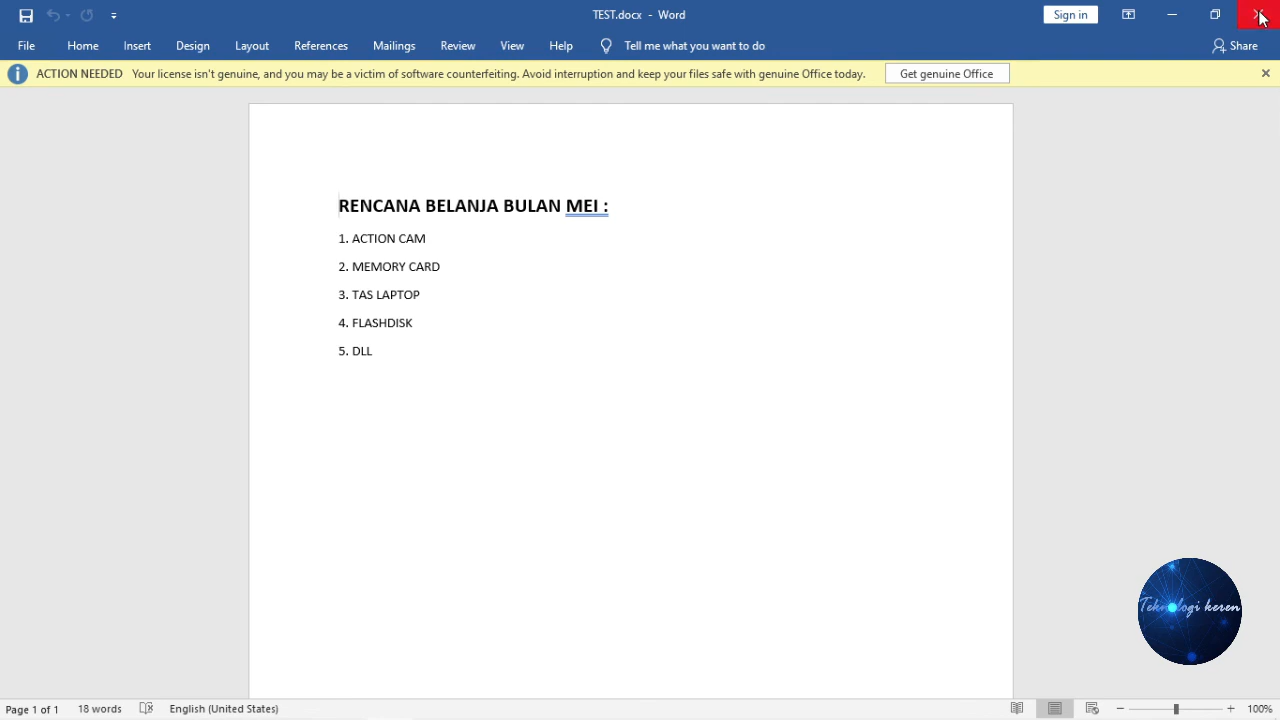 TEST.docx - Word
Sign in
File Home Insert Design Layout References Mailings Review View Help Tell me what you want to do Share
ACTION NEEDED Your license isn't genuine, and you may be a victim of software counterfeiting. Avoid interruption and keep your files safe with genuine Office today. Get genuine Office
RENCANA BELANJA BULAN MEI :
1. ACTION CAM
2. MEMORY CARD
3. TAS LAPTOP
4. FLASHDISK
5. DLL
Teknologi keren
Page 1 of 1 18 words English (United States) 100%